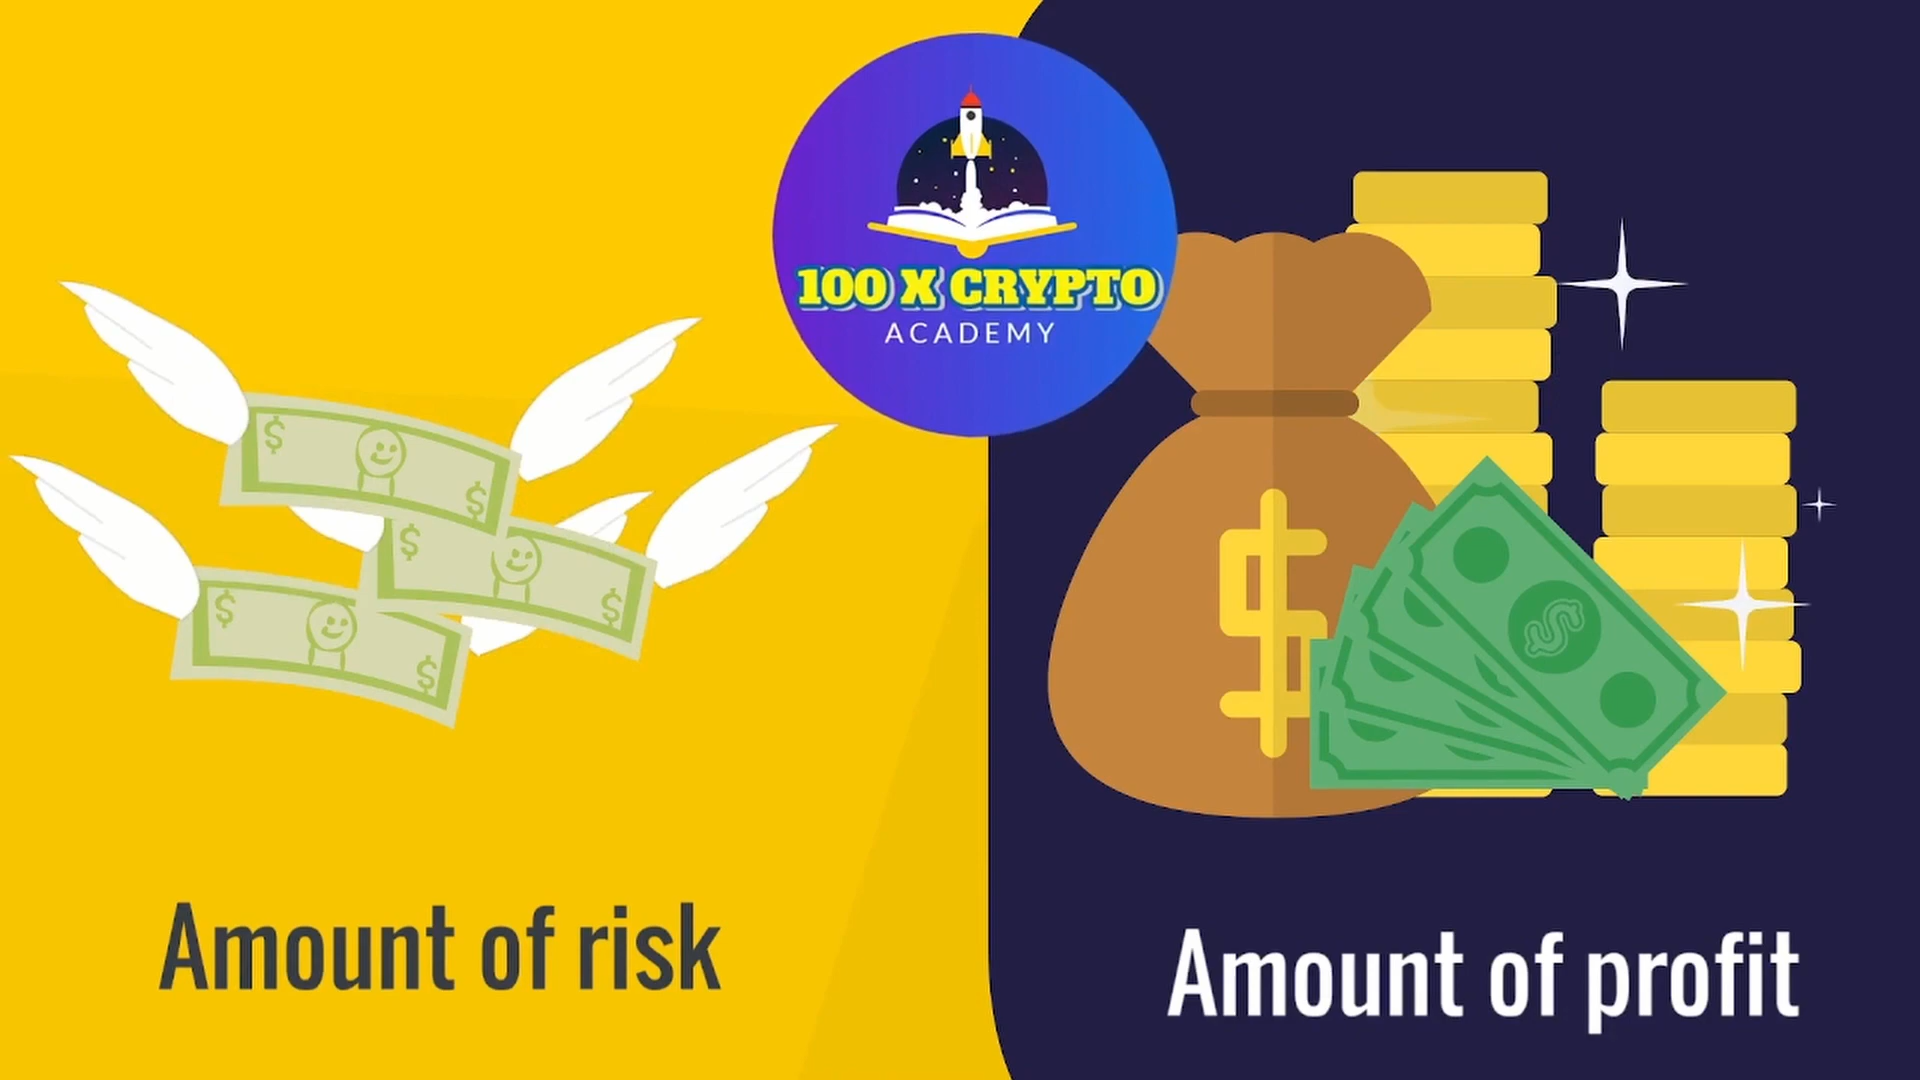 100 X CRYPTO
ACADEMY
$
$
$
$
$
$
$
$
Amount of risk
Amount of profit